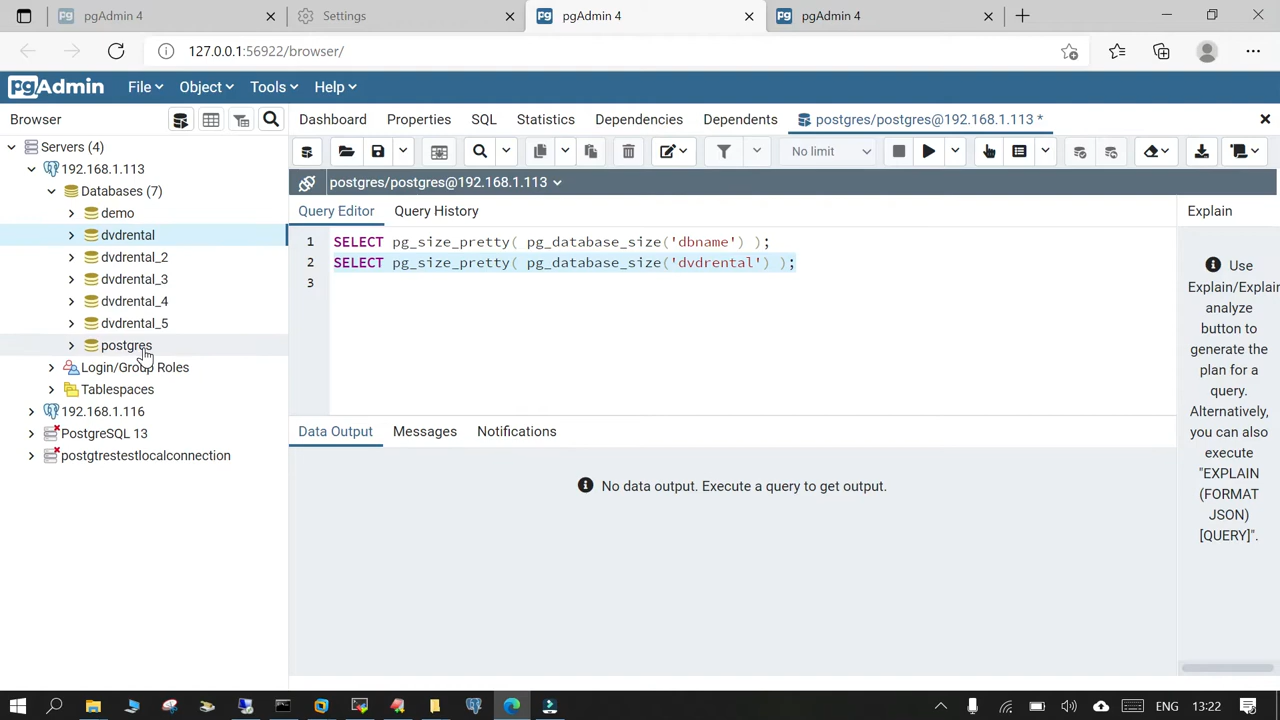 pgAdmin 4
Settings
pgAdmin 4
pgAdmin 4
127.0.0.1:56922/browser/
pgAdmin
File
Object
Tools
Help
Browser
Dashboard
Properties
SQL
Statistics
Dependencies
Dependents
postgres/postgres@192.168.1.113 *
No limit
Servers (4)
192.168.1.113
Databases (7)
demo
dvdrental
dvdrental_2
dvdrental_3
dvdrental_4
dvdrental_5
postgres
Login/Group Roles
Tablespaces
192.168.1.116
PostgreSQL 13
postgtrestestlocalconnection
postgres/postgres@192.168.1.113
Query Editor
Query History
1 SELECT pg_size_pretty( pg_database_size('dbname') );
2 SELECT pg_size_pretty( pg_database_size('dvdrental') );
3
Data Output
Messages
Notifications
No data output. Execute a query to get output.
Explain
Use
Explain/Explain
analyze
button to
generate the
plan for a
query.
Alternatively,
you can also
execute
"EXPLAIN
(FORMAT
JSON)
[QUERY]".
ENG
13:22